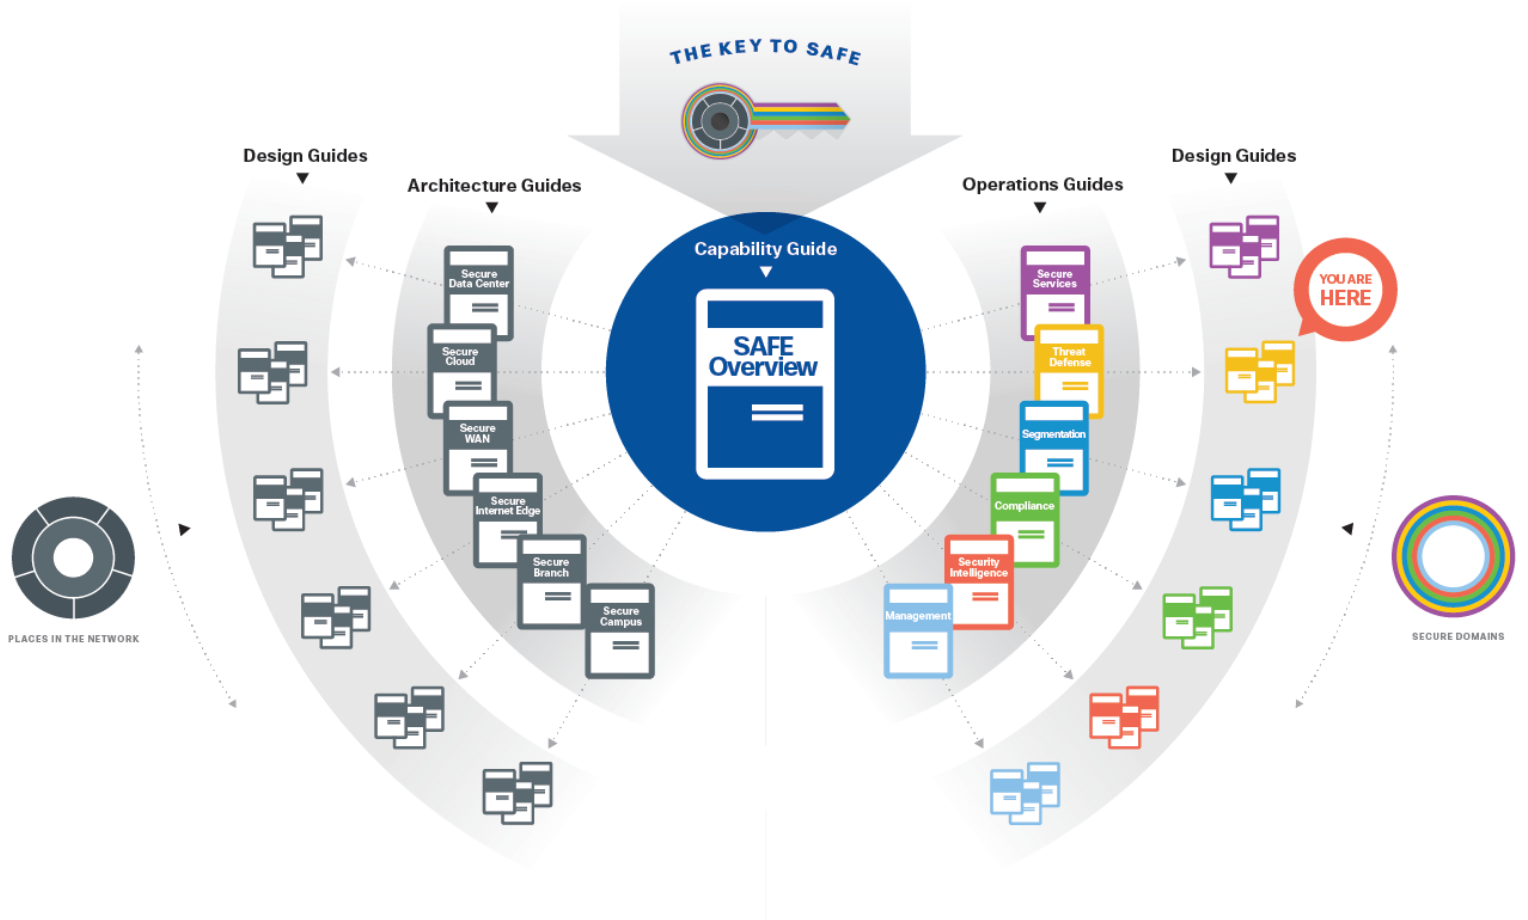 THE KEY TO SAFE
Design Guides
Architecture Guides
Secure
Data Center
Secure
Cloud
Secure
WAN
Secure
Internet Edge
Secure
Branch
Secure
Campus
PLACES IN THE NETWORK
Capability Guide
SAFE
Overview
Operations Guides
Design Guides
Secure
Services
Threat
Defense
Segmentation
Compliance
Security
Intelligence
Management
YOU ARE
HERE
SECURE DOMAINS